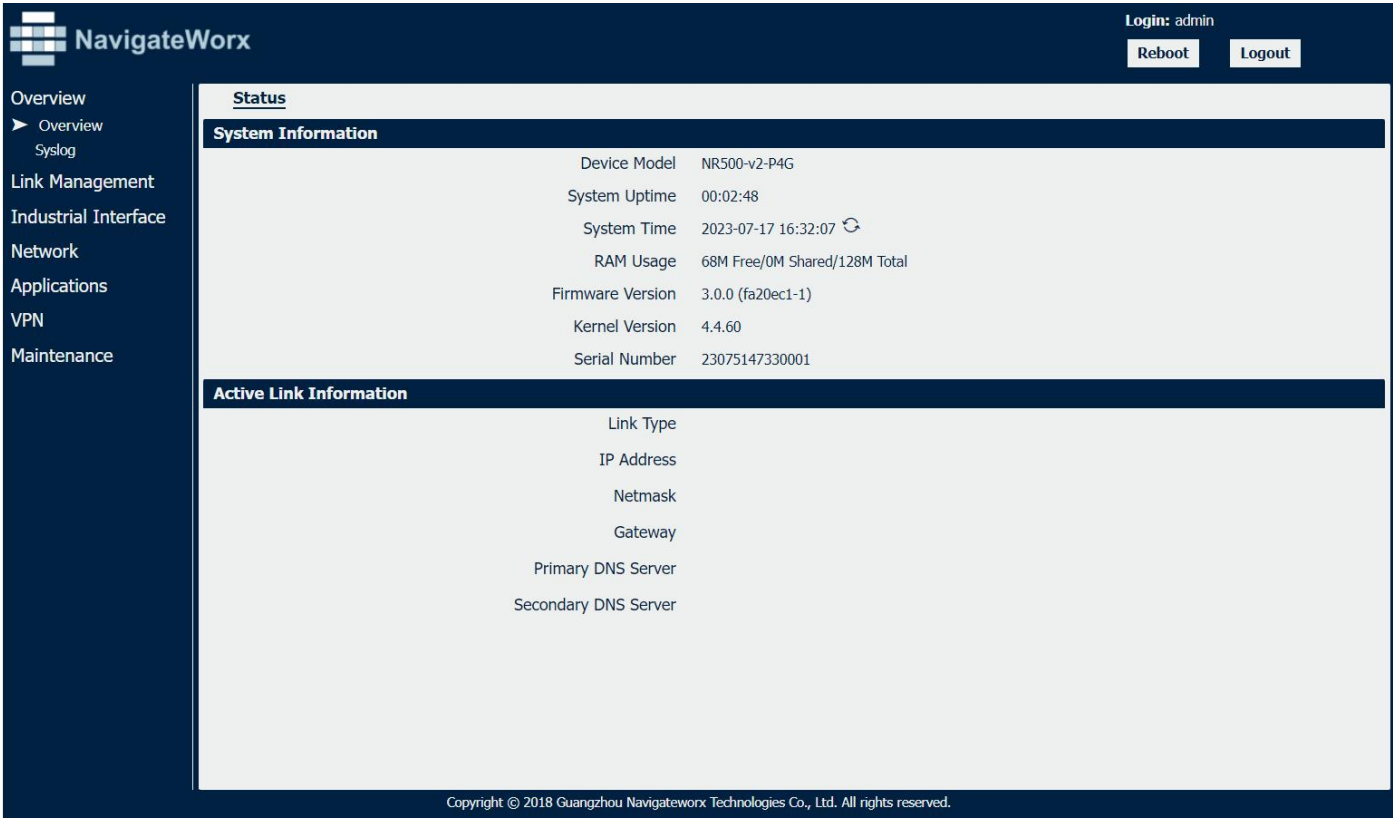 NavigateWorx
Login: admin
Reboot Logout
Overview
Overview
Syslog
Link Management
Industrial Interface
Network
Applications
VPN
Maintenance
Status
System Information
Device Model NR500-v2-P4G
System Uptime 00:02:48
System Time 2023-07-17 16:32:07
RAM Usage 68M Free/0M Shared/128M Total
Firmware Version 3.0.0 (fa20ec1-1)
Kernel Version 4.4.60
Serial Number 23075147330001
Active Link Information
Link Type
IP Address
Netmask
Gateway
Primary DNS Server
Secondary DNS Server
Copyright © 2018 Guangzhou Navigateworx Technologies Co., Ltd. All rights reserved.